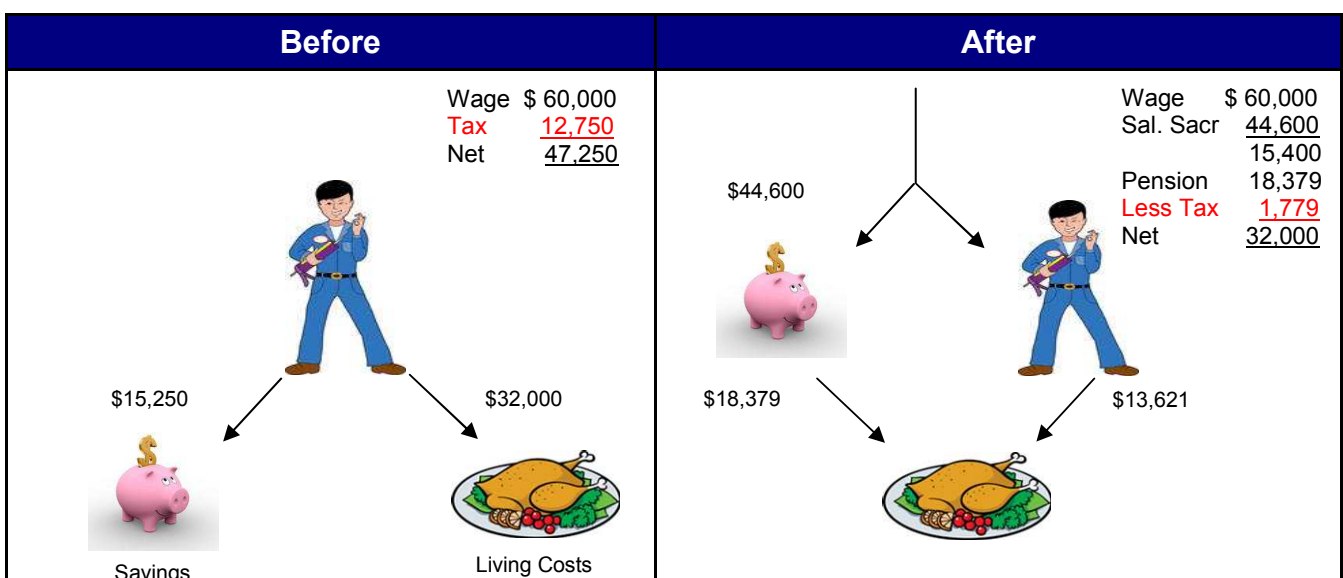 Before
After
Wage $ 60,000
Tax 12,750
Net 47,250
$15,250
$32,000
Savings
Living Costs
Wage $ 60,000
Sal. Sacr 44,600
15,400
Pension 18,379
Less Tax 1,779
Net 32,000
$44,600
$18,379
$13,621